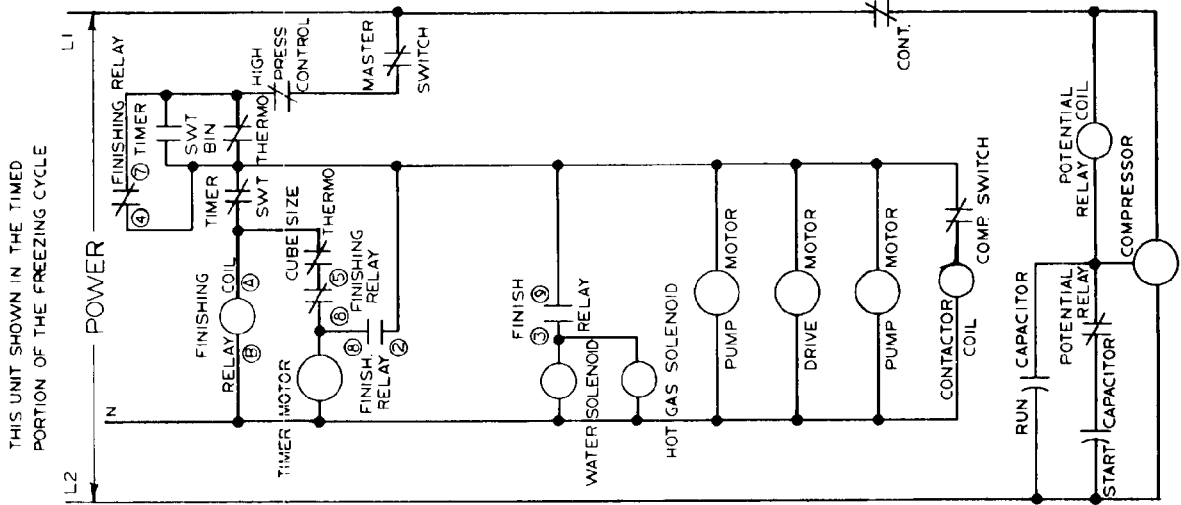 THIS UNIT SHOWN IN THE TIMED
PORTION OF THE FREEZING CYCLE
L2
POWER
L1
N
FINISHING RELAY
④
⑦
TIMER
SWT
BIN
THERMO
HIGH
PRESS
CONTROL
MASTER
SWITCH
TIMER
SWT
FINISHING
RELAY COIL
Ⓑ
Ⓐ
CUBE SIZE
THERMO
⑧
⑤
FINISHING
RELAY
TIMER MOTOR
⑧
②
FINISH.
RELAY
FINISH
RELAY
③
⑨
WATER SOLENOID
HOT GAS SOLENOID
PUMP MOTOR
DRIVE MOTOR
PUMP MOTOR
CONTACTOR
COIL
COMP. SWITCH
CONT.
RUN CAPACITOR
POTENTIAL
RELAY
START CAPACITOR
POTENTIAL
RELAY COIL
COMPRESSOR